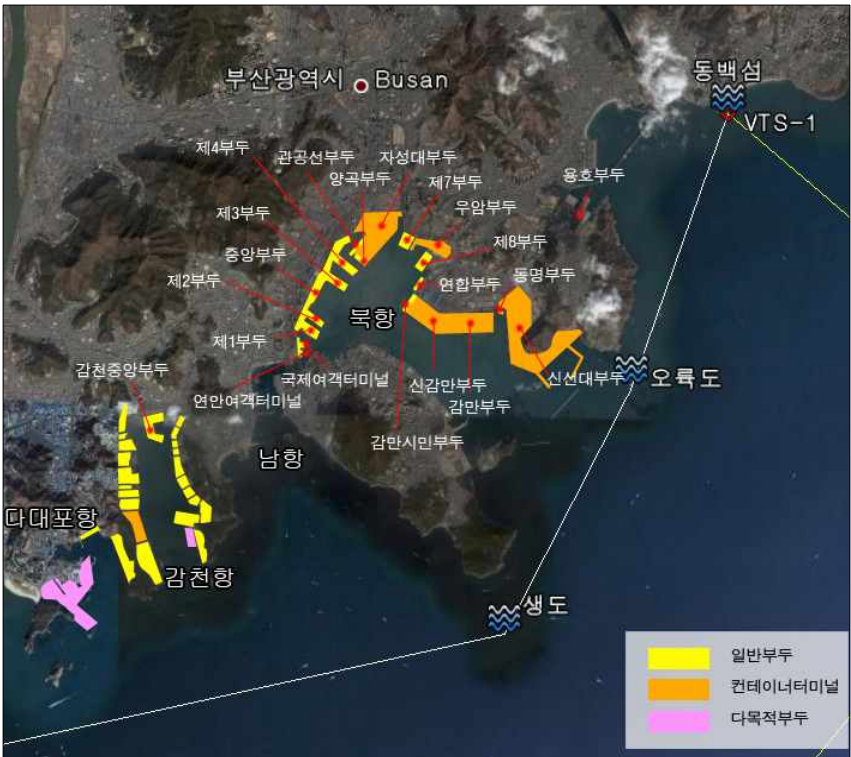 부산광역시 Busan
동백섬
VTS-1
제4부두
관공선부두
자성대부두
양곡부두
제7부두
용호부두
제3부두
우암부두
중앙부두
제8부두
제2부두
연합부두
동명부두
북항
제1부두
감천중앙부두
국제여객터미널
신감만부두
신선대부두
오륙도
연안여객터미널
감만부두
감만시민부두
남항
다대포항
감천항
생도
일반부두
컨테이너터미널
다목적부두